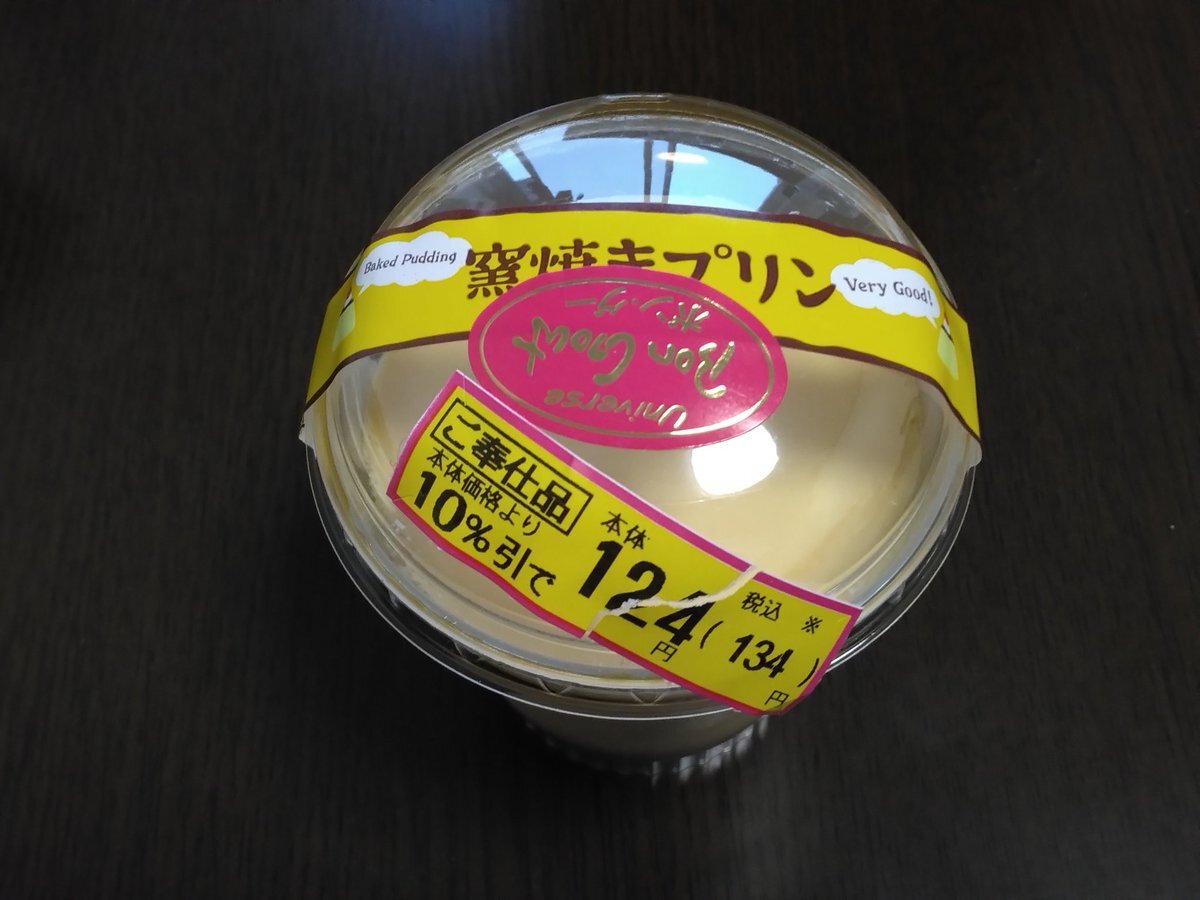 Baked Pudding
窯焼きプリン
Very Good!
Universe
Bon Gout
ボン・グー
ご奉仕品
本体価格より
10%引で
本体
124
円
税込 ※
( 134 )
円